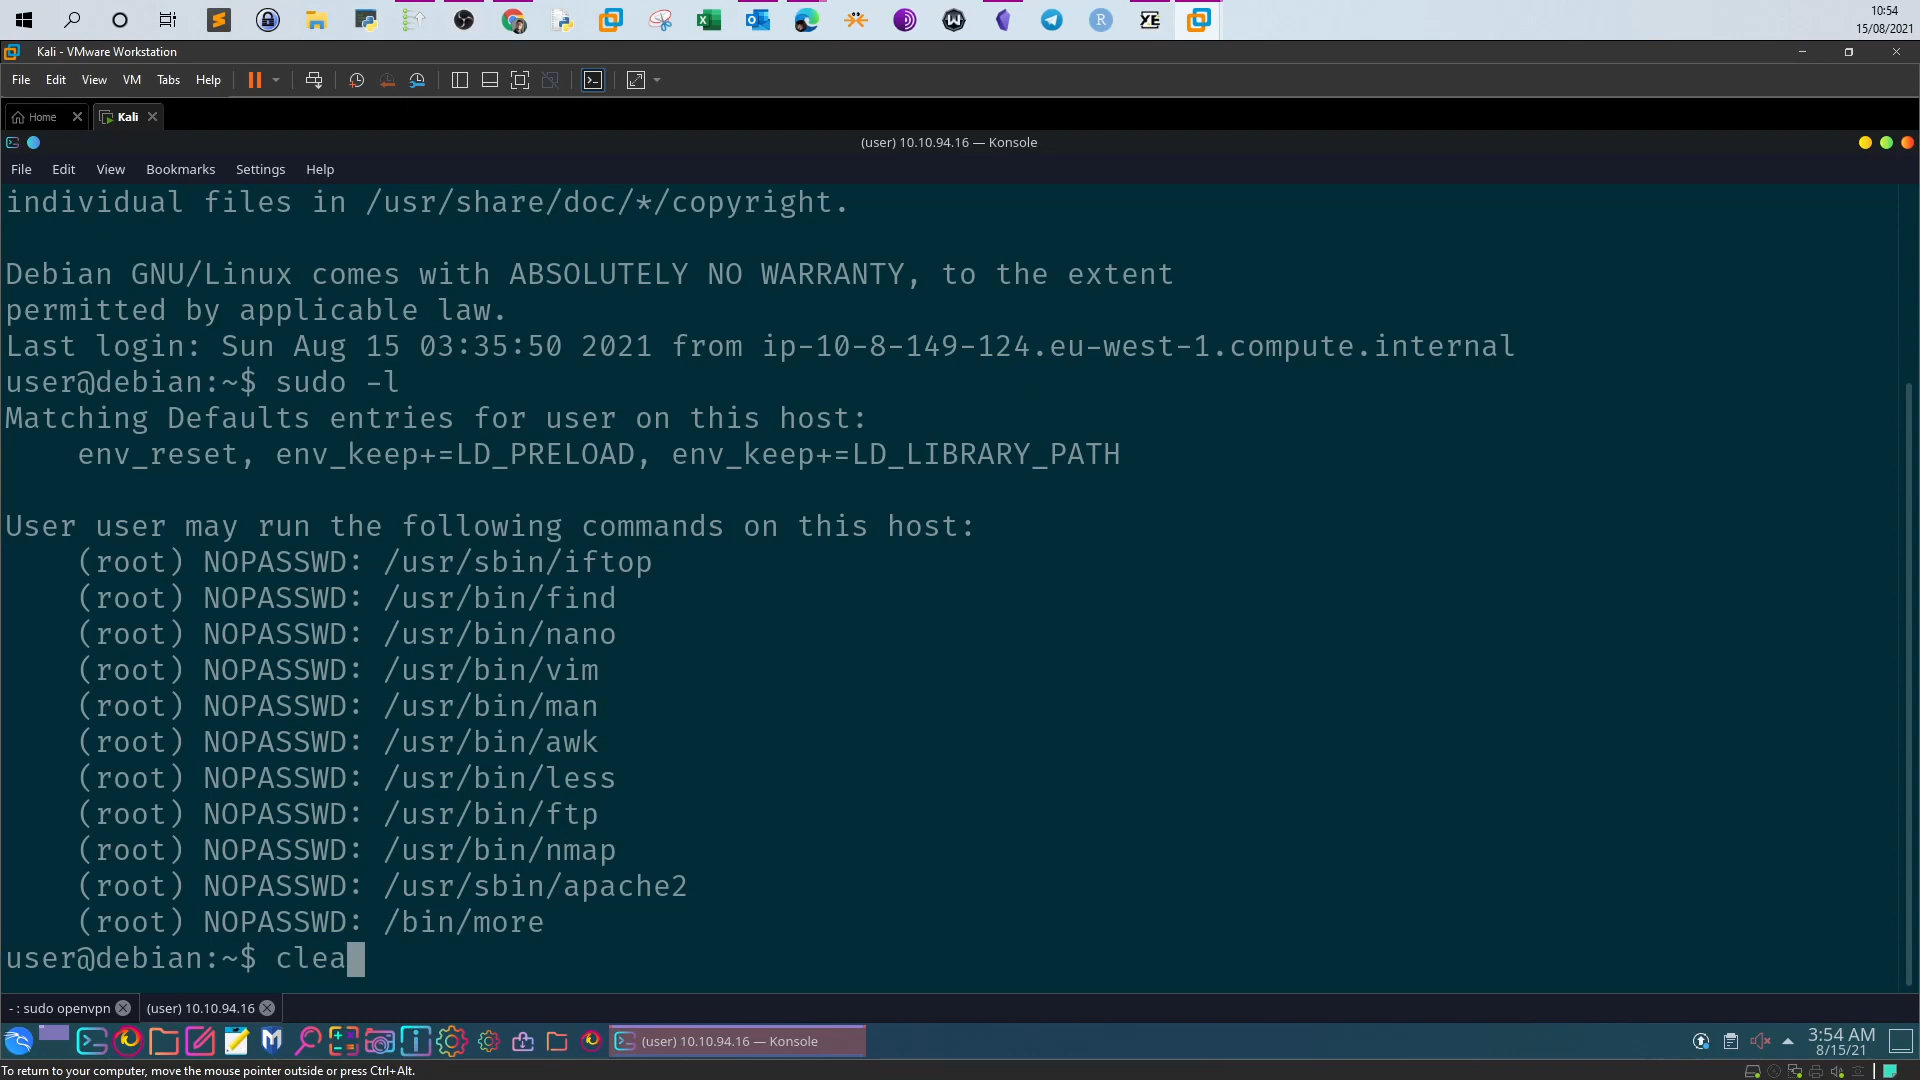 10:54
15/08/2021
Kali - VMware Workstation
File Edit View VM Tabs Help
Home Kali
(user) 10.10.94.16 — Konsole
File Edit View Bookmarks Settings Help
individual files in /usr/share/doc/*/copyright.
Debian GNU/Linux comes with ABSOLUTELY NO WARRANTY, to the extent
permitted by applicable law.
Last login: Sun Aug 15 03:35:50 2021 from ip-10-8-149-124.eu-west-1.compute.internal
user@debian:~$ sudo -l
Matching Defaults entries for user on this host:
    env_reset, env_keep+=LD_PRELOAD, env_keep+=LD_LIBRARY_PATH
User user may run the following commands on this host:
    (root) NOPASSWD: /usr/sbin/iftop
    (root) NOPASSWD: /usr/bin/find
    (root) NOPASSWD: /usr/bin/nano
    (root) NOPASSWD: /usr/bin/vim
    (root) NOPASSWD: /usr/bin/man
    (root) NOPASSWD: /usr/bin/awk
    (root) NOPASSWD: /usr/bin/less
    (root) NOPASSWD: /usr/bin/ftp
    (root) NOPASSWD: /usr/bin/nmap
    (root) NOPASSWD: /usr/sbin/apache2
    (root) NOPASSWD: /bin/more
user@debian:~$ clea
- : sudo openvpn (user) 10.10.94.16
(user) 10.10.94.16 — Konsole
3:54 AM
8/15/21
To return to your computer, move the mouse pointer outside or press Ctrl+Alt.